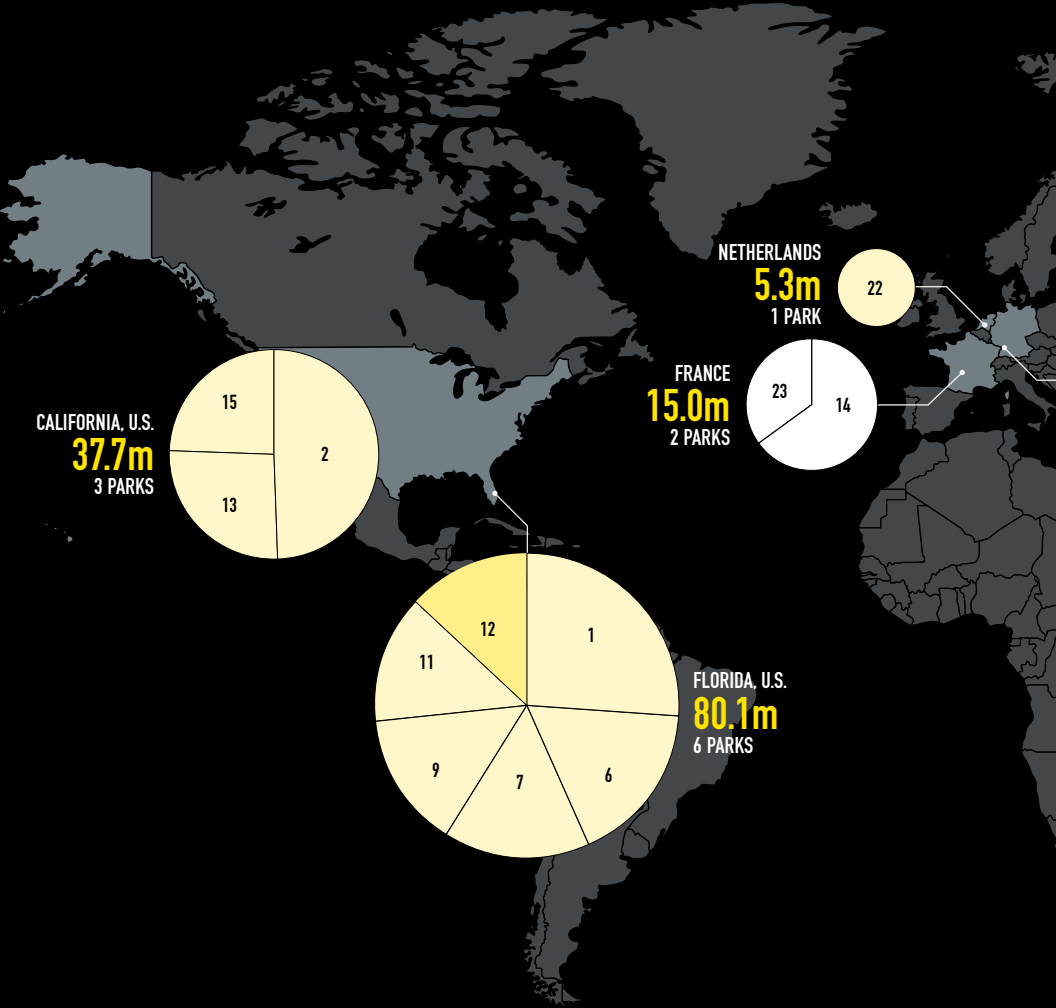 NETHERLANDS
5.3m
1 PARK
22
FRANCE
15.0m
2 PARKS
23
14
CALIFORNIA, U.S.
37.7m
3 PARKS
15
2
13
12
1
11
9
7
6
FLORIDA, U.S.
80.1m
6 PARKS